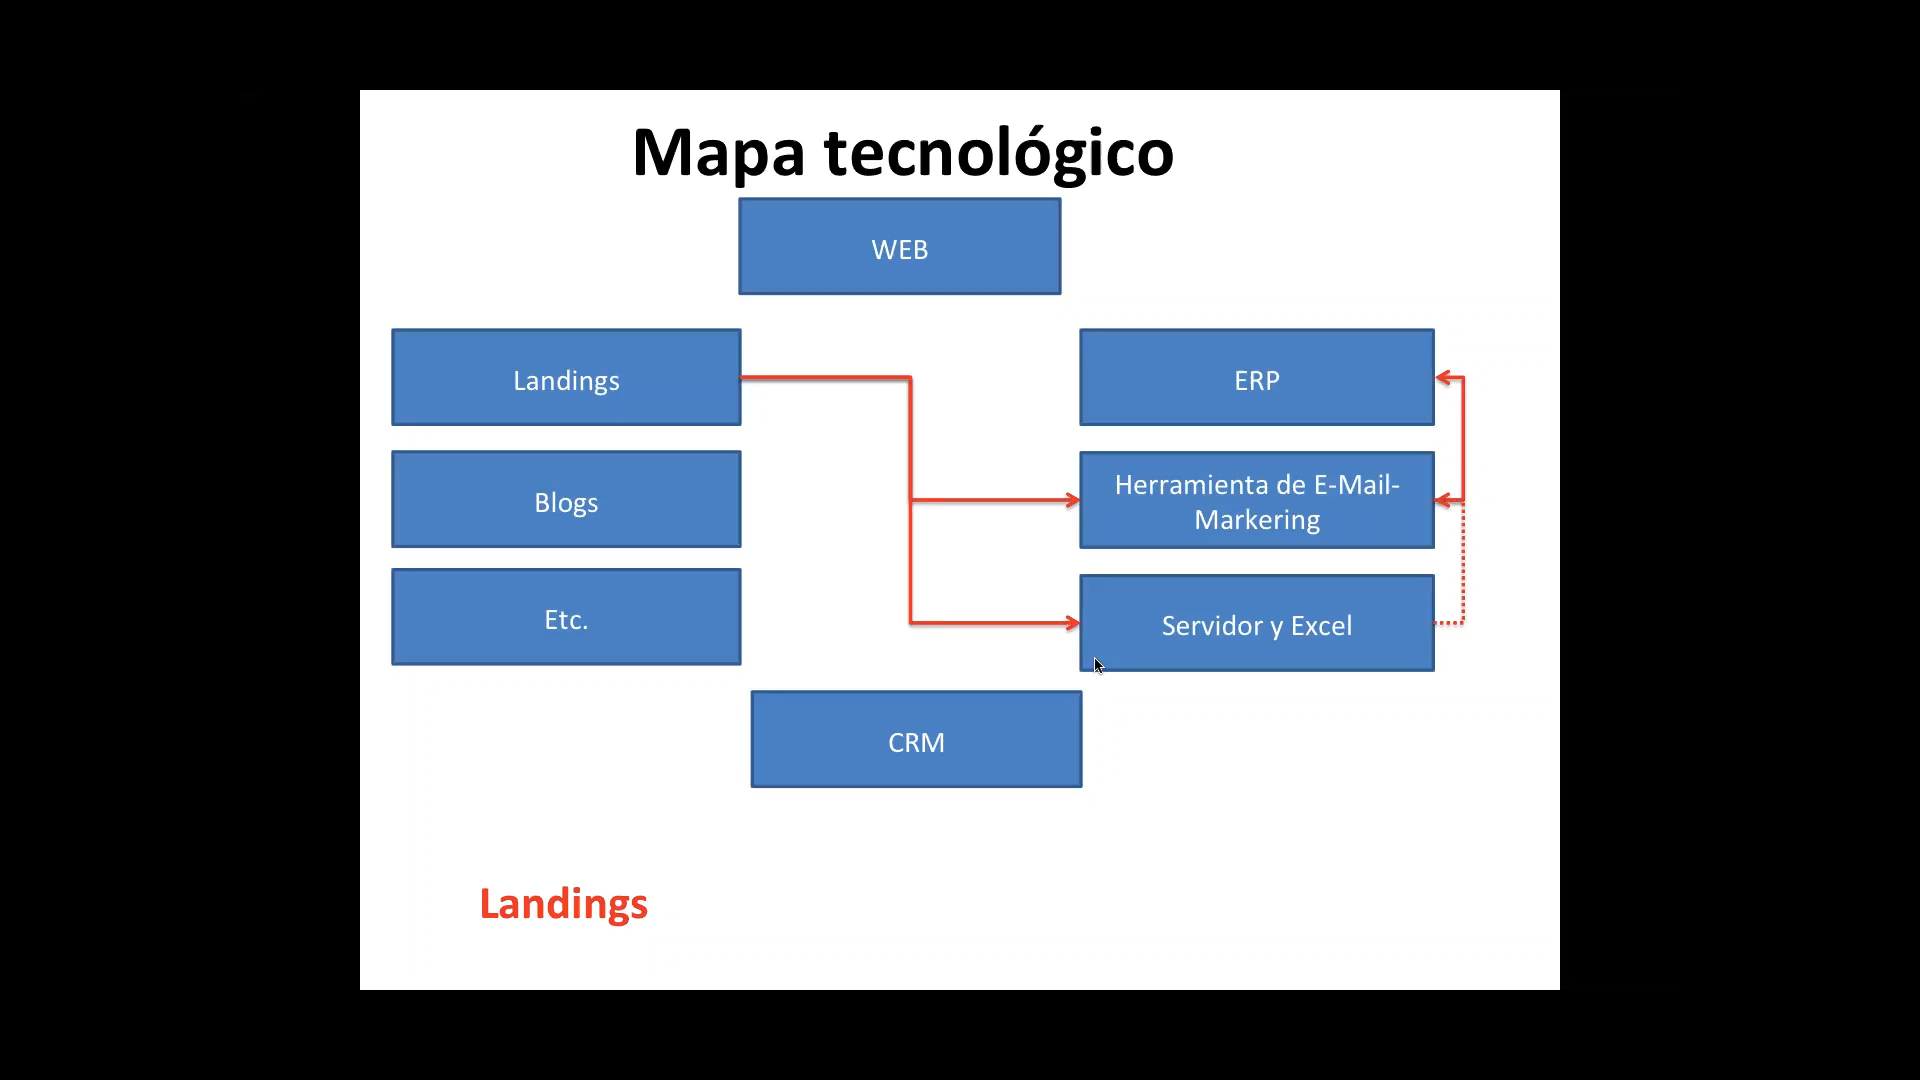 Mapa tecnológico
WEB
Landings
ERP
Blogs
Herramienta de E-Mail-
Markering
Etc.
Servidor y Excel
CRM
Landings